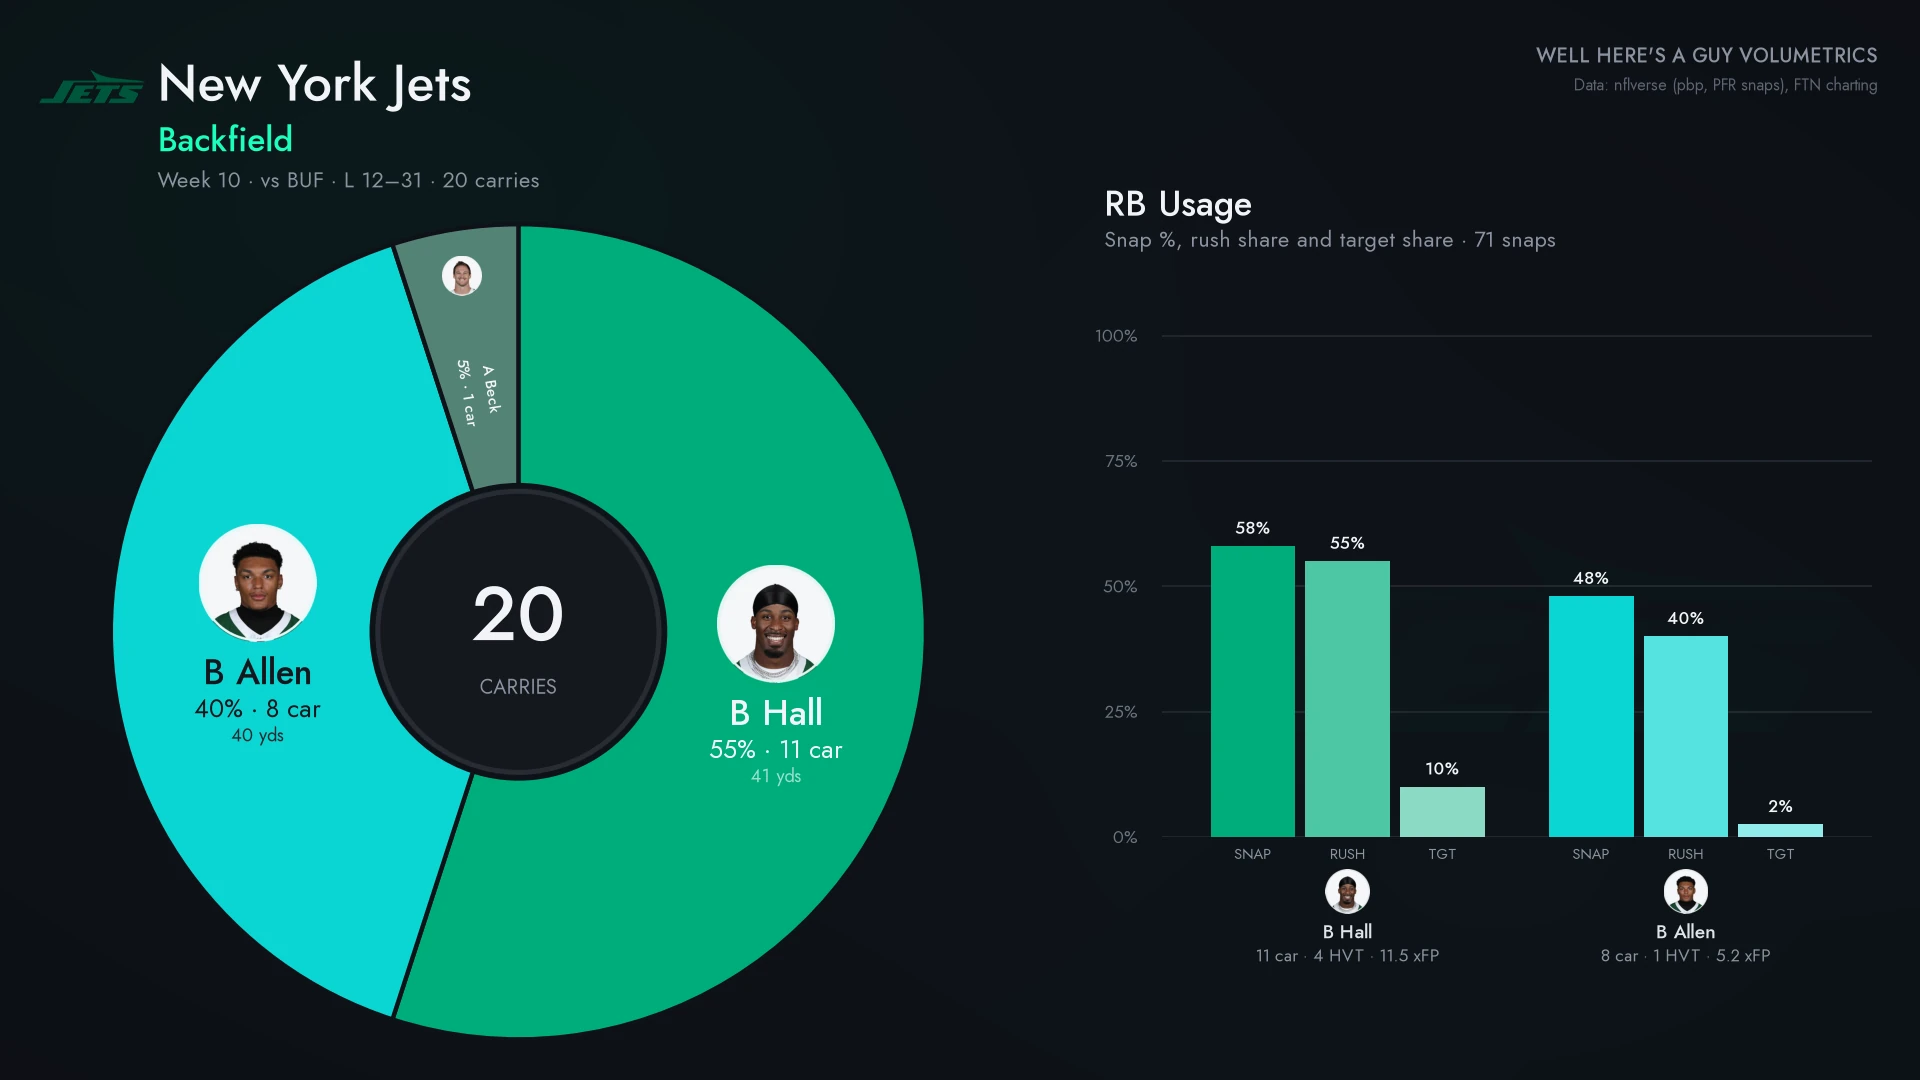 JETS
New York Jets
Backfield
Week 10 · vs BUF · L 12–31 · 20 carries
WELL HERE'S A GUY VOLUMETRICS
Data: nflverse (pbp, PFR snaps), FTN charting
A Beck
5% · 1 car
B Allen
40% · 8 car
40 yds
20
CARRIES
B Hall
55% · 11 car
41 yds
RB Usage
Snap %, rush share and target share · 71 snaps
100%
75%
50%
25%
0%
58%
55%
10%
48%
40%
2%
SNAP RUSH TGT SNAP RUSH TGT
B Hall
11 car · 4 HVT · 11.5 xFP
B Allen
8 car · 1 HVT · 5.2 xFP